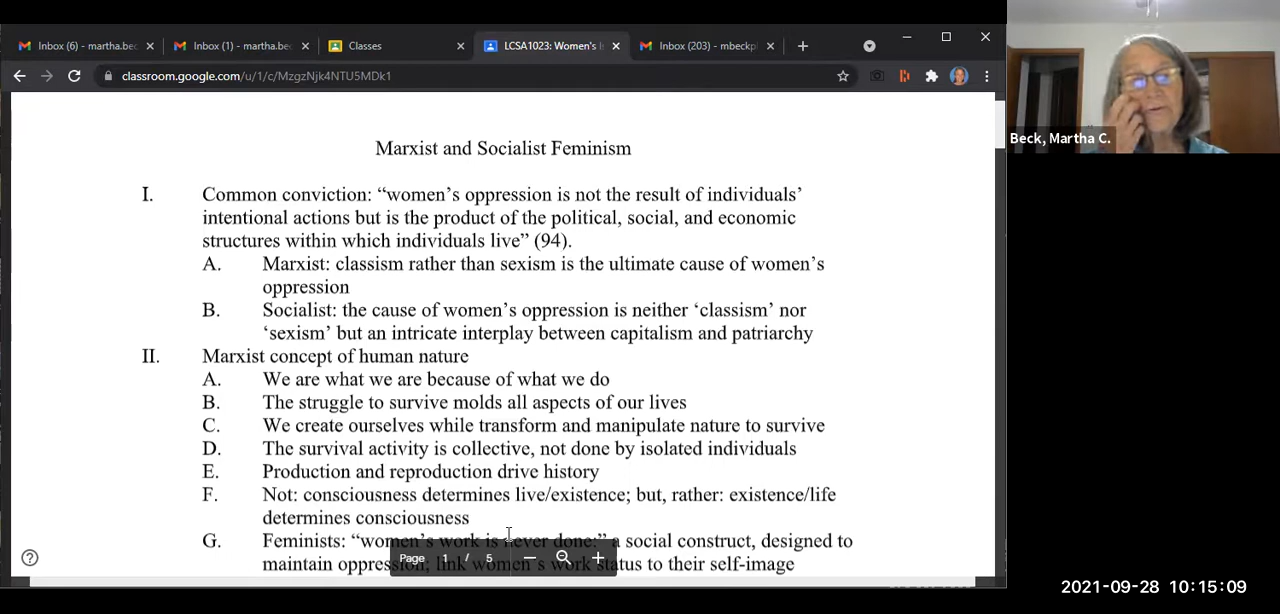 Inbox (6) - martha.bec
Inbox (1) - martha.bec
Classes
LCSA1023: Women's I
Inbox (203) - mbeckp
classroom.google.com/u/1/c/MzgzNjk4NTU5MDk1
Beck, Martha C.
Marxist and Socialist Feminism
I. Common conviction: “women’s oppression is not the result of individuals’
intentional actions but is the product of the political, social, and economic
structures within which individuals live” (94).
A. Marxist: classism rather than sexism is the ultimate cause of women’s
oppression
B. Socialist: the cause of women’s oppression is neither ‘classism’ nor
‘sexism’ but an intricate interplay between capitalism and patriarchy
II. Marxist concept of human nature
A. We are what we are because of what we do
B. The struggle to survive molds all aspects of our lives
C. We create ourselves while transform and manipulate nature to survive
D. The survival activity is collective, not done by isolated individuals
E. Production and reproduction drive history
F. Not: consciousness determines live/existence; but, rather: existence/life
determines consciousness
G. Feminists: “women’s work is never done:” a social construct, designed to
maintain oppression; link women’s work status to their self-image
Page 1 / 5
2021-09-28 10:15:09